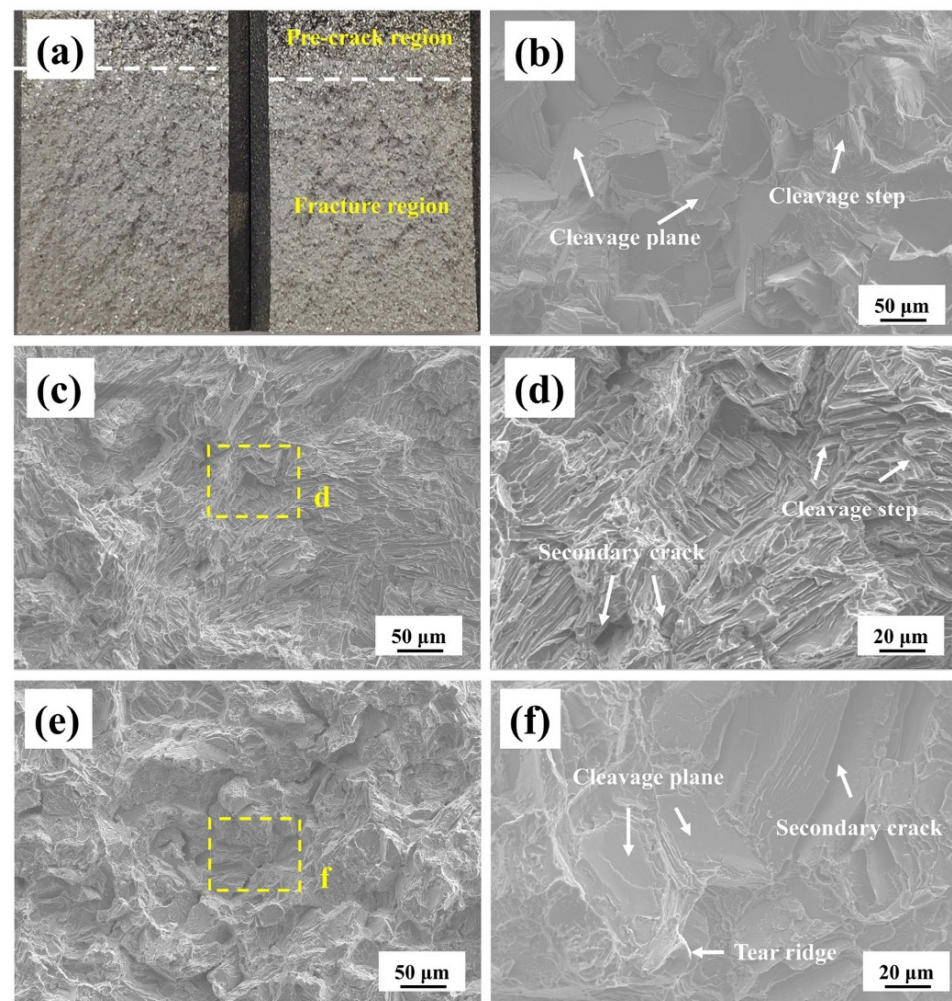 (a)
Pre-crack region
Fracture region
(b)
Cleavage plane
Cleavage step
50 μm
(c)
d
50 μm
(d)
Secondary crack
Cleavage step
20 μm
(e)
f
50 μm
(f)
Cleavage plane
Secondary crack
Tear ridge
20 μm